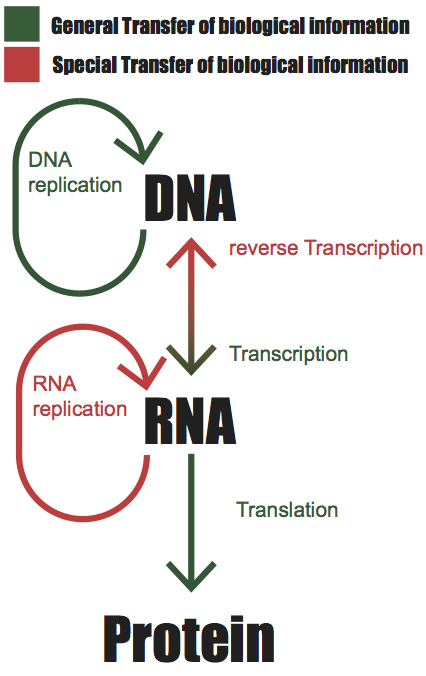 General Transfer of biological information
Special Transfer of biological information
DNA
replication
DNA
reverse Transcription
Transcription
RNA
replication
RNA
Translation
Protein